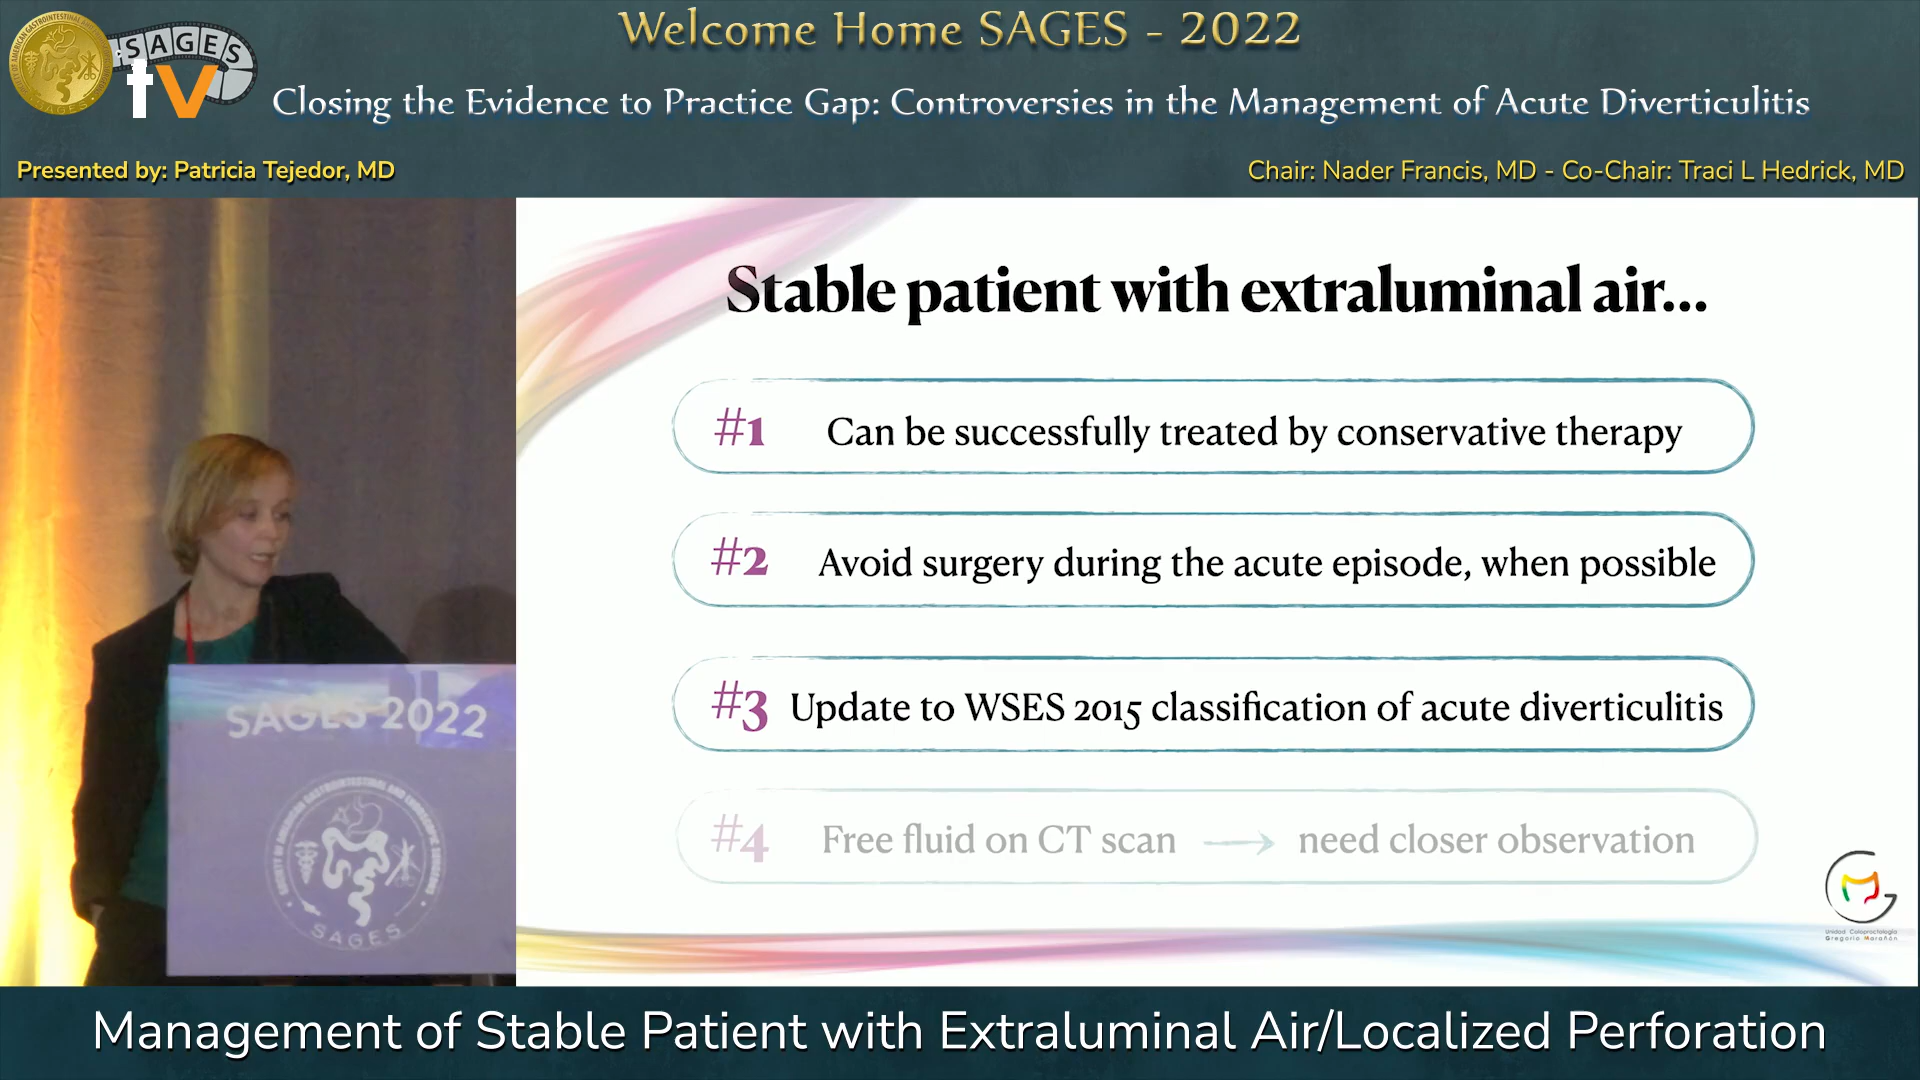 Welcome Home SAGES - 2022
SAGES
tv
Closing the Evidence to Practice Gap: Controversies in the Management of Acute Diverticulitis
Presented by: Patricia Tejedor, MD
Chair: Nader Francis, MD - Co-Chair: Traci L Hedrick, MD
Stable patient with extraluminal air...
#1 Can be successfully treated by conservative therapy
#2 Avoid surgery during the acute episode, when possible
#3 Update to WSES 2015 classification of acute diverticulitis
#4 Free fluid on CT scan → need closer observation
SAGES 2022
SAGES
Unidad Coloproctología
Gregorio Marañón
Management of Stable Patient with Extraluminal Air/Localized Perforation